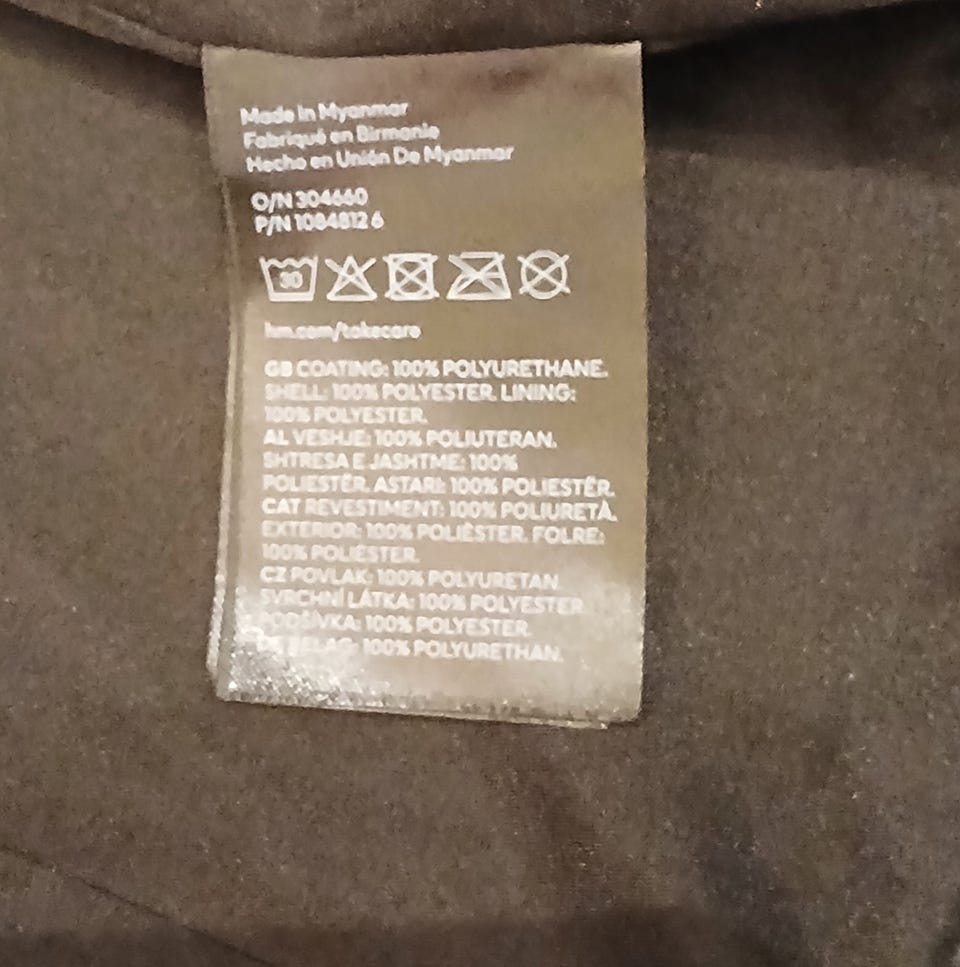 Made in Myanmar
Fabriqué en Birmanie
Hecho en Unión De Myanmar
O/N 304660
P/N 1084812 6
30
hm.com/takecare
GB COATING: 100% POLYURETHANE.
SHELL: 100% POLYESTER. LINING:
100% POLYESTER.
AL VESHJE: 100% POLIUTERAN.
SHTRESA E JASHTME: 100%
POLIESTËR. ASTARI: 100% POLIESTËR.
CAT REVESTIMENT: 100% POLIURETÀ.
EXTERIOR: 100% POLIÈSTER. FOLRE:
100% POLIÈSTER.
CZ POVLAK: 100% POLYURETAN.
SVRCHNÍ LÁTKA: 100% POLYESTER.
PODŠÍVKA: 100% POLYESTER.
BELAG: 100% POLYURETHAN.